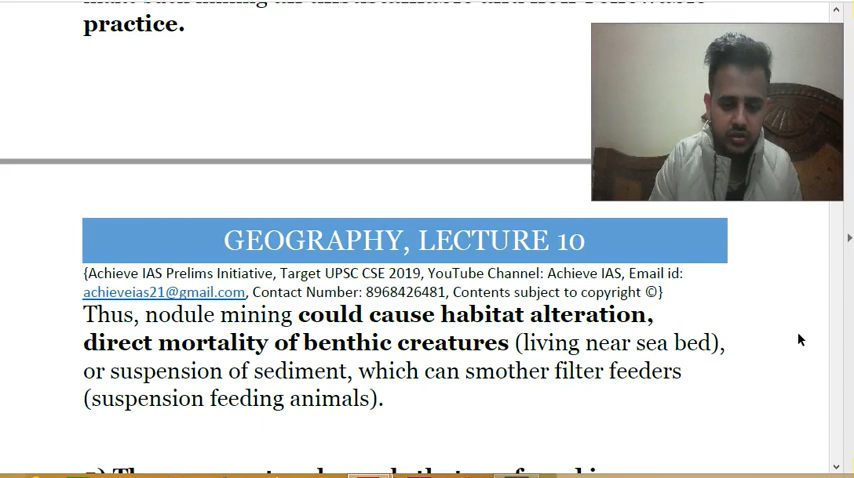 practice.
GEOGRAPHY, LECTURE 10
{Achieve IAS Prelims Initiative, Target UPSC CSE 2019, YouTube Channel: Achieve IAS, Email id:
achieveias21@gmail.com, Contact Number: 8968426481, Contents subject to copyright ©}
Thus, nodule mining could cause habitat alteration,
direct mortality of benthic creatures (living near sea bed),
or suspension of sediment, which can smother filter feeders
(suspension feeding animals).